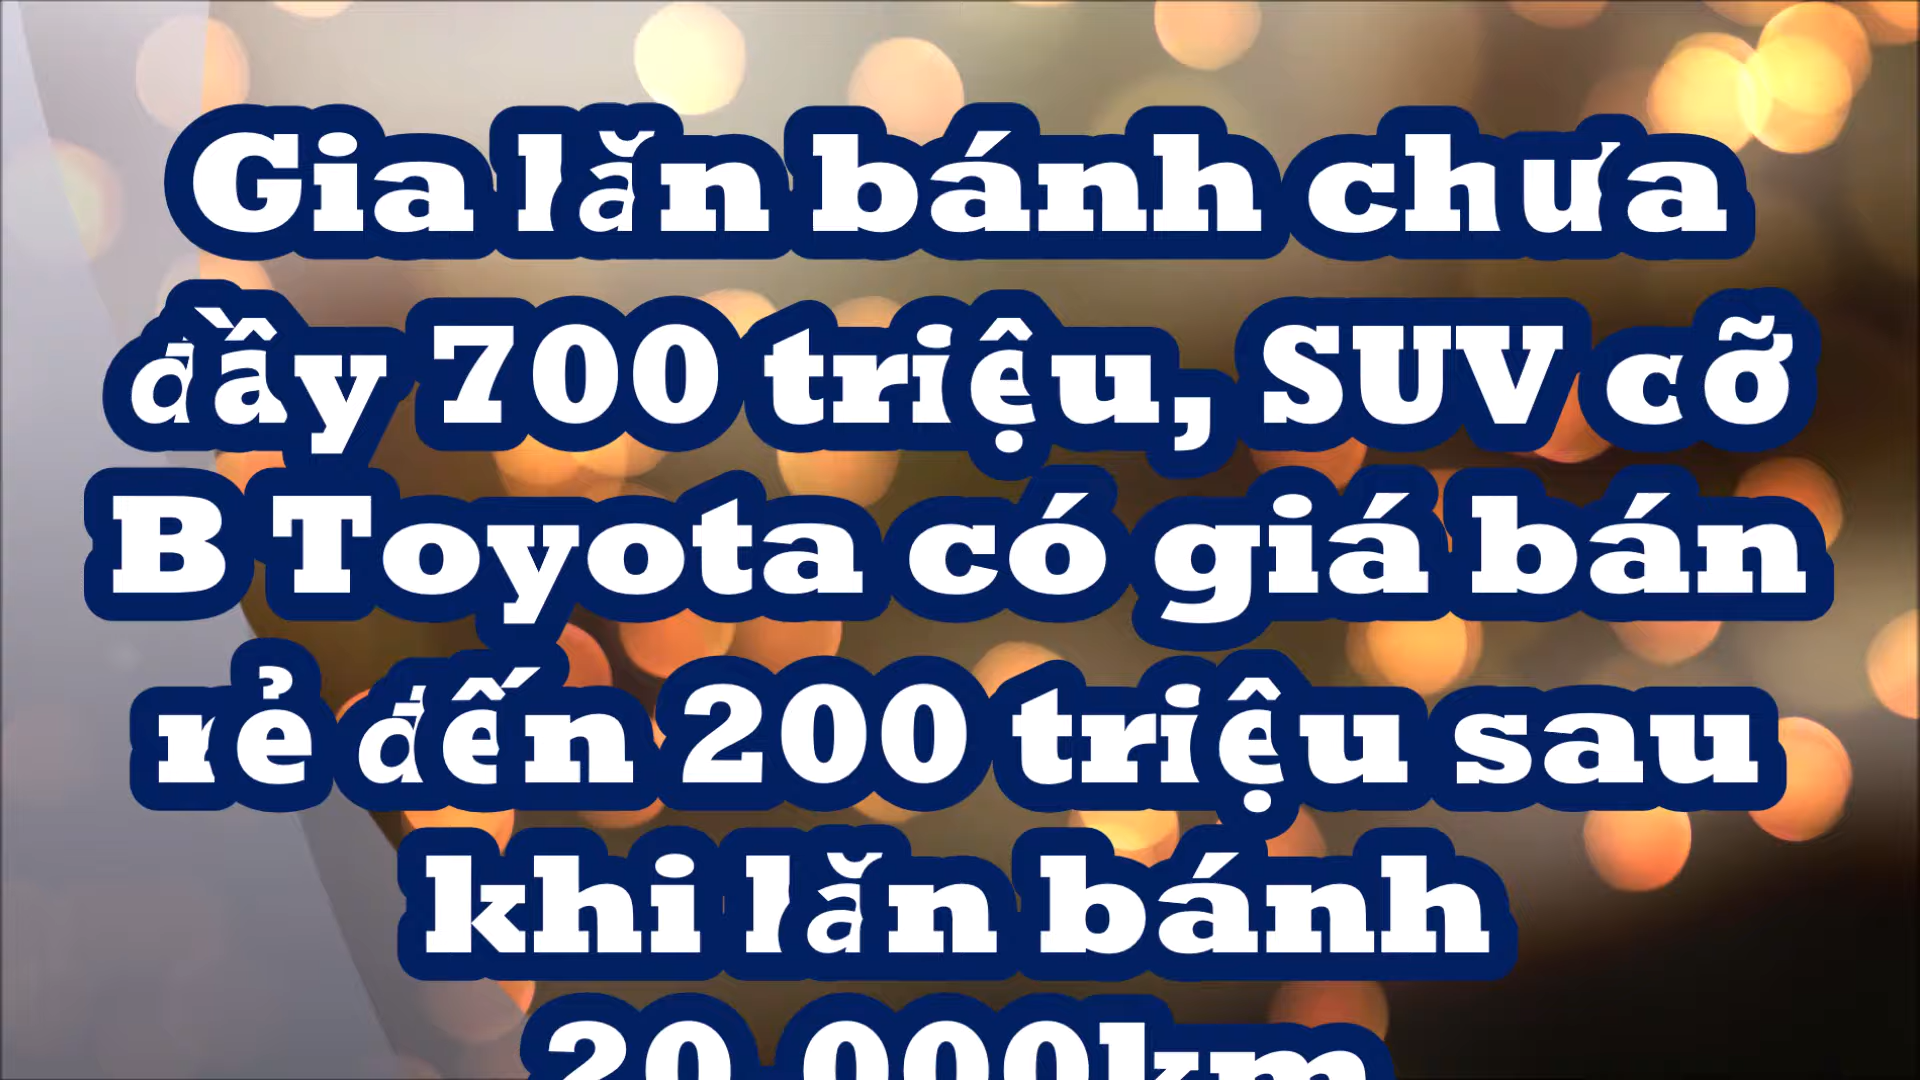 Gia lăn bánh chưa
đầy 700 triệu, SUV cỡ
B Toyota có giá bán
rẻ đến 200 triệu sau
khi lăn bánh
20.000km